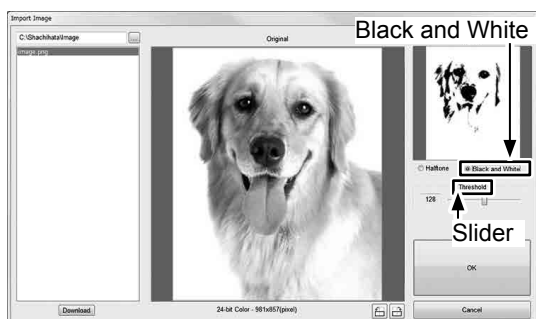 Import Image
Black and White
C:\Shachihata\Image
...
Original
image.png
Halftone
Black and White
Threshold
128
Slider
OK
Download
24-bit Color - 981x857(pixel)
Cancel